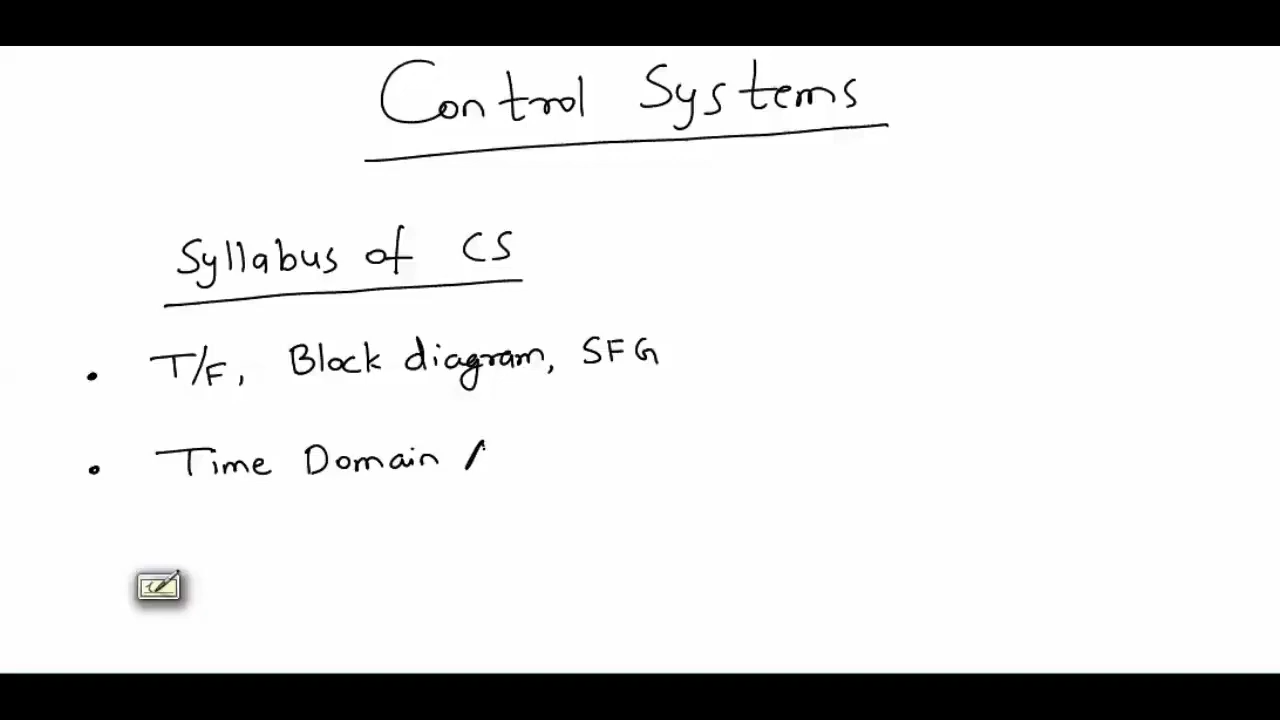 Control Systems
Syllabus of CS
• T/F, Block diagram, SFG
• Time Domain